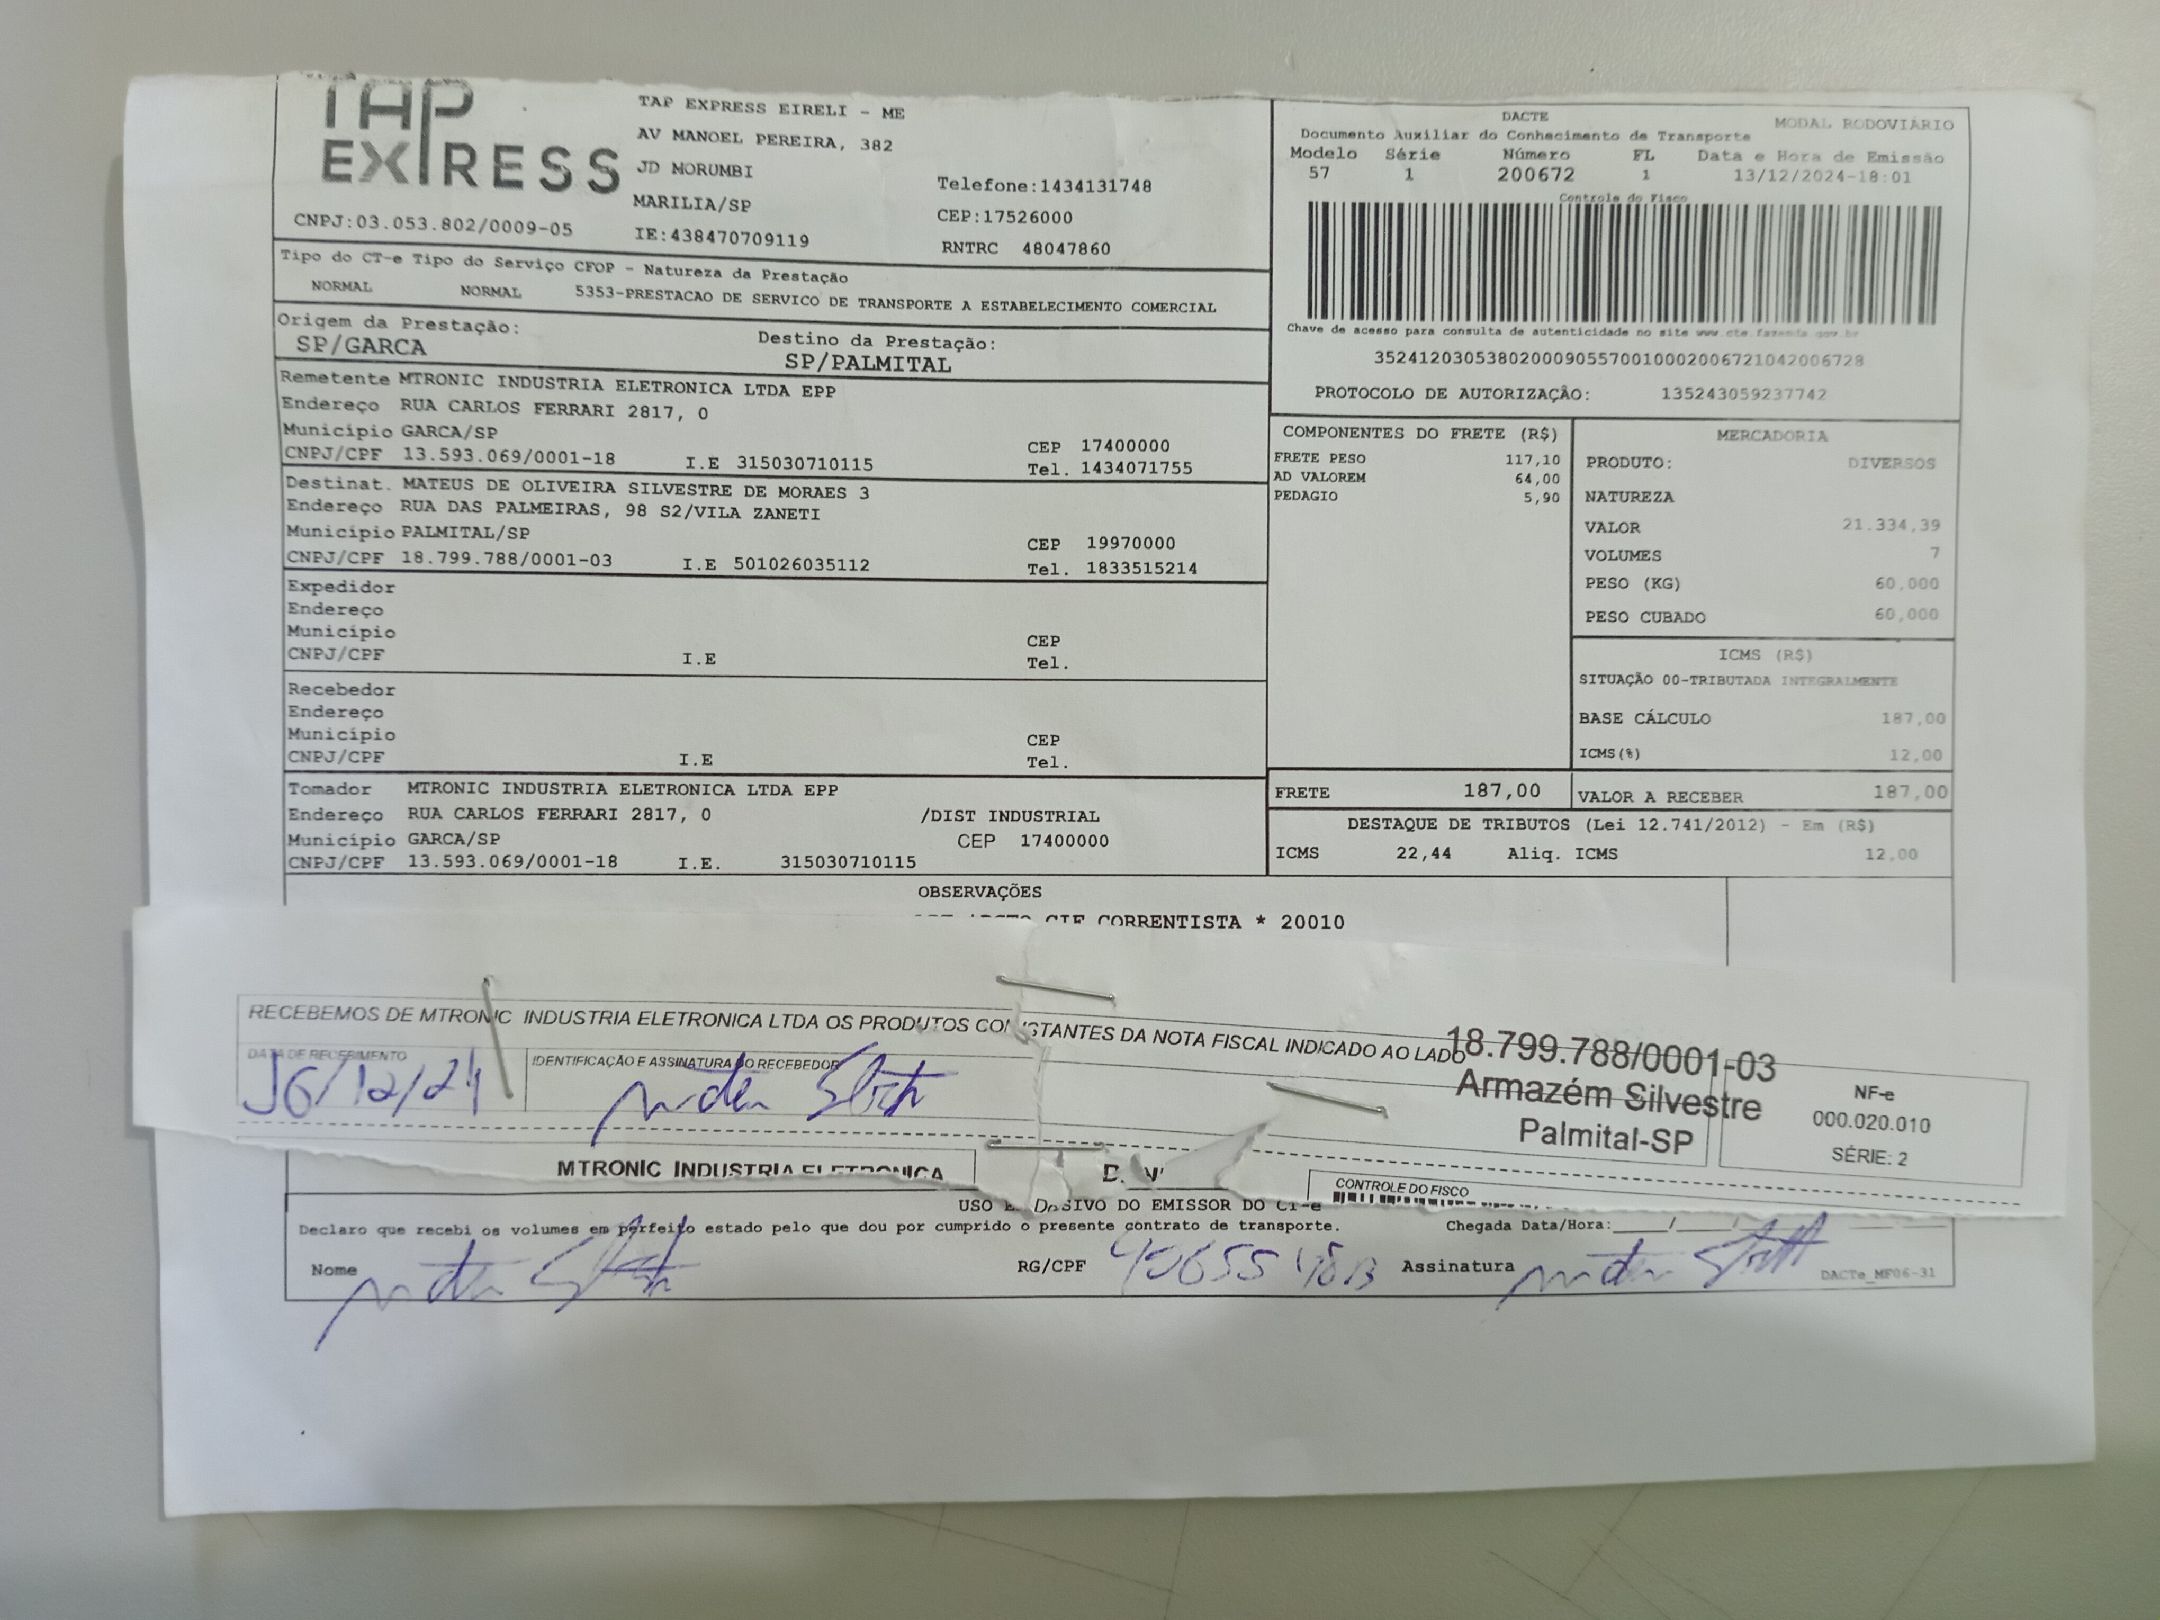 TAP EXPRESS
TAP EXPRESS EIRELI - ME
AV MANOEL PEREIRA, 382
JD MORUMBI
MARILIA/SP
IE:438470709119
Telefone:1434131748
CEP:17526000
RNTRC 48047860
CNPJ:03.053.802/0009-05
DACTE
MODAL RODOVIÁRIO
Documento Auxiliar do Conhecimento de Transporte
Modelo Série Número FL Data e Hora de Emissão
57 1 200672 1 13/12/2024-18:01
Controle do Fisco
Chave de acesso para consulta de autenticidade no site www.cte.fazenda.gov.br
35241203053802000905570010002006721042006728
PROTOCOLO DE AUTORIZAÇÃO: 135243059237742
Tipo do CT-e Tipo do Serviço CFOP - Natureza da Prestação
NORMAL NORMAL 5353-PRESTACAO DE SERVICO DE TRANSPORTE A ESTABELECIMENTO COMERCIAL
Origem da Prestação: Destino da Prestação:
SP/GARCA SP/PALMITAL
Remetente MTRONIC INDUSTRIA ELETRONICA LTDA EPP
Endereço RUA CARLOS FERRARI 2817, 0
Município GARCA/SP CEP 17400000
CNPJ/CPF 13.593.069/0001-18 I.E 315030710115 Tel. 1434071755
Destinat. MATEUS DE OLIVEIRA SILVESTRE DE MORAES 3
Endereço RUA DAS PALMEIRAS, 98 S2/VILA ZANETI
Município PALMITAL/SP CEP 19970000
CNPJ/CPF 18.799.788/0001-03 I.E 501026035112 Tel. 1833515214
Expedidor
Endereço
Município CEP
CNPJ/CPF I.E Tel.
Recebedor
Endereço
Município CEP
CNPJ/CPF I.E Tel.
Tomador MTRONIC INDUSTRIA ELETRONICA LTDA EPP
Endereço RUA CARLOS FERRARI 2817, 0 /DIST INDUSTRIAL
Município GARCA/SP CEP 17400000
CNPJ/CPF 13.593.069/0001-18 I.E. 315030710115
COMPONENTES DO FRETE (R$)
FRETE PESO 117,10
AD VALOREM 64,00
PEDAGIO 5,90
MERCADORIA
PRODUTO: DIVERSOS
NATUREZA
VALOR 21.334,39
VOLUMES 7
PESO (KG) 60,000
PESO CUBADO 60,000
ICMS (R$)
SITUAÇÃO 00-TRIBUTADA INTEGRALMENTE
BASE CÁLCULO 187,00
ICMS(%) 12,00
FRETE 187,00 VALOR A RECEBER 187,00
DESTAQUE DE TRIBUTOS (Lei 12.741/2012) - Em (R$)
ICMS 22,44 Aliq. ICMS 12,00
OBSERVAÇÕES
CIF CORRENTISTA * 20010
RECEBEMOS DE MTRONIC INDUSTRIA ELETRONICA LTDA OS PRODUTOS CONSTANTES DA NOTA FISCAL INDICADO AO LADO
DATA DE RECEBIMENTO IDENTIFICAÇÃO E ASSINATURA DO RECEBEDOR
16/12/24
18.799.788/0001-03
Armazém Silvestre
Palmital-SP
NF-e
000.020.010
SÉRIE: 2
MTRONIC INDUSTRIA ELETRONICA
CONTROLE DO FISCO
USO DO EMISSOR DO CT-e
Declaro que recebi os volumes em perfeito estado pelo que dou por cumprido o presente contrato de transporte. Chegada Data/Hora:
Nome RG/CPF Assinatura
DACTe_MF06-31